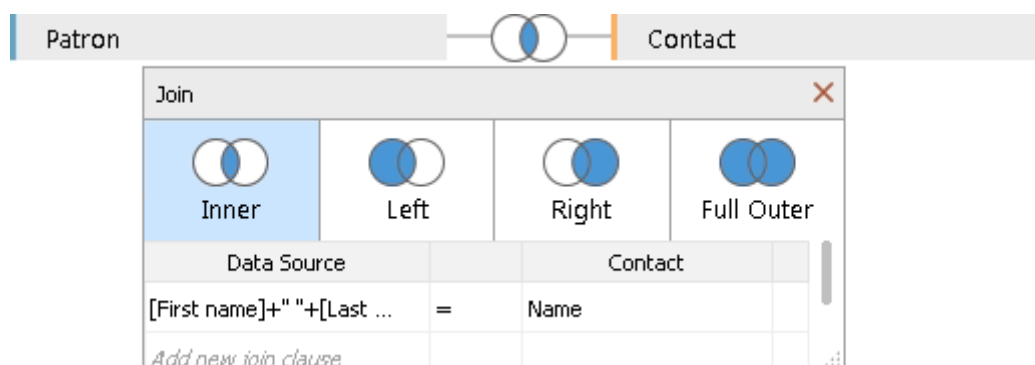 Patron Contact
Join
Inner Left Right Full Outer
Data Source Contact
[First name]+" "+[Last ... = Name
Add new join clause